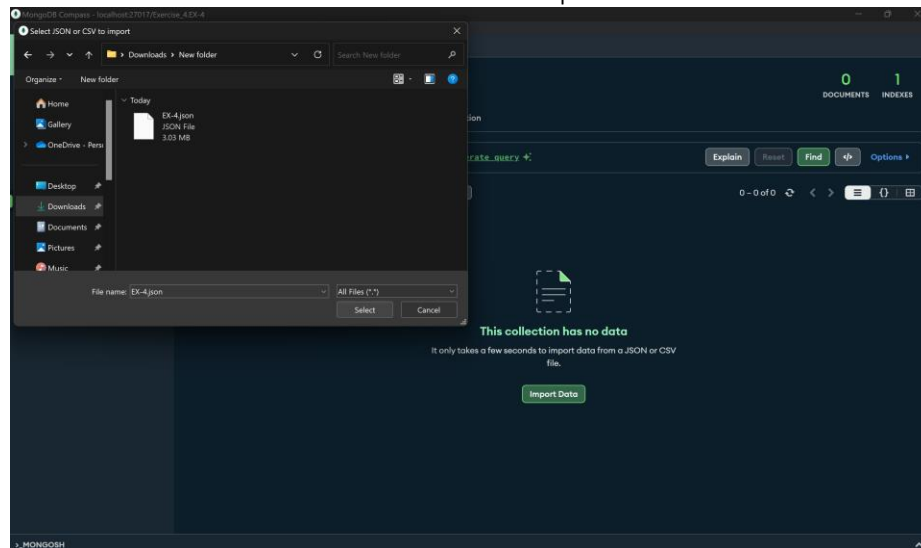 MongoDB Compass - localhost:27017/Exercise_4.EX-4
Select JSON or CSV to import
Downloads > New folder
Search New folder
Organize
New folder
Home
Gallery
OneDrive - Pers
Desktop
Downloads
Documents
Pictures
Music
Today
EX-4.json
JSON File
3.03 MB
File name: EX-4.json
All Files (*.*)
Select
Cancel
0
1
DOCUMENTS
INDEXES
tion
erate query
Explain
Reset
Find
</>
Options
0 – 0 of 0
{}
This collection has no data
It only takes a few seconds to import data from a JSON or CSV
file.
Import Data
>_MONGOSH